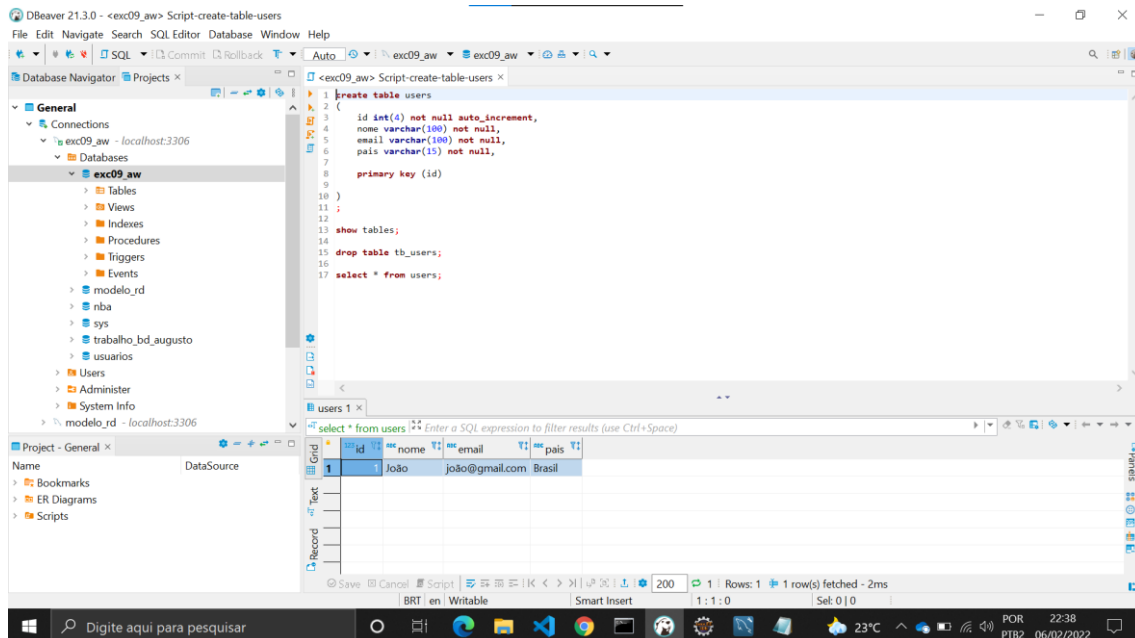 DBeaver 21.3.0 - <exc09_aw> Script-create-table-users
File Edit Navigate Search SQL Editor Database Window Help
SQL Commit Rollback Auto exc09_aw exc09_aw
Database Navigator Projects
<exc09_aw> Script-create-table-users
General
Connections
exc09_aw - localhost:3306
Databases
exc09_aw
Tables
Views
Indexes
Procedures
Triggers
Events
modelo_rd
nba
sys
trabalho_bd_augusto
usuarios
Users
Administer
System Info
modelo_rd - localhost:3306
1 create table users
2 (
3 id int(4) not null auto_increment,
4 nome varchar(100) not null,
5 email varchar(100) not null,
6 pais varchar(15) not null,
7
8 primary key (id)
9
10 )
11 ;
12
13 show tables;
14
15 drop table tb_users;
16
17 select * from users;
Project - General
Name DataSource
Bookmarks
ER Diagrams
Scripts
users 1
select * from users Enter a SQL expression to filter results (use Ctrl+Space)
Grid
Text
Record
id nome email pais
1 1 João joão@gmail.com Brasil
Panels
Save Cancel Script 200 1 Rows: 1 1 row(s) fetched - 2ms
BRT en Writable Smart Insert 1 : 1 : 0 Sel: 0 | 0
Digite aqui para pesquisar
23°C POR 22:38
PTB2 06/02/2022